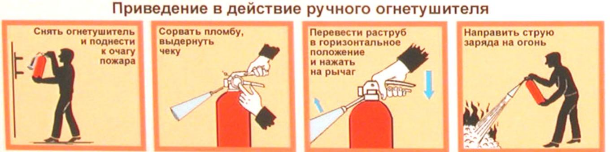 Приведение в действие ручного огнетушителя
Снять огнетушитель
и поднести
к очагу
пожара
Сорвать пломбу,
выдернуть
чеку
Перевести раструб
в горизонтальное
положение
и нажать
на рычаг
Направить струю
заряда на огонь